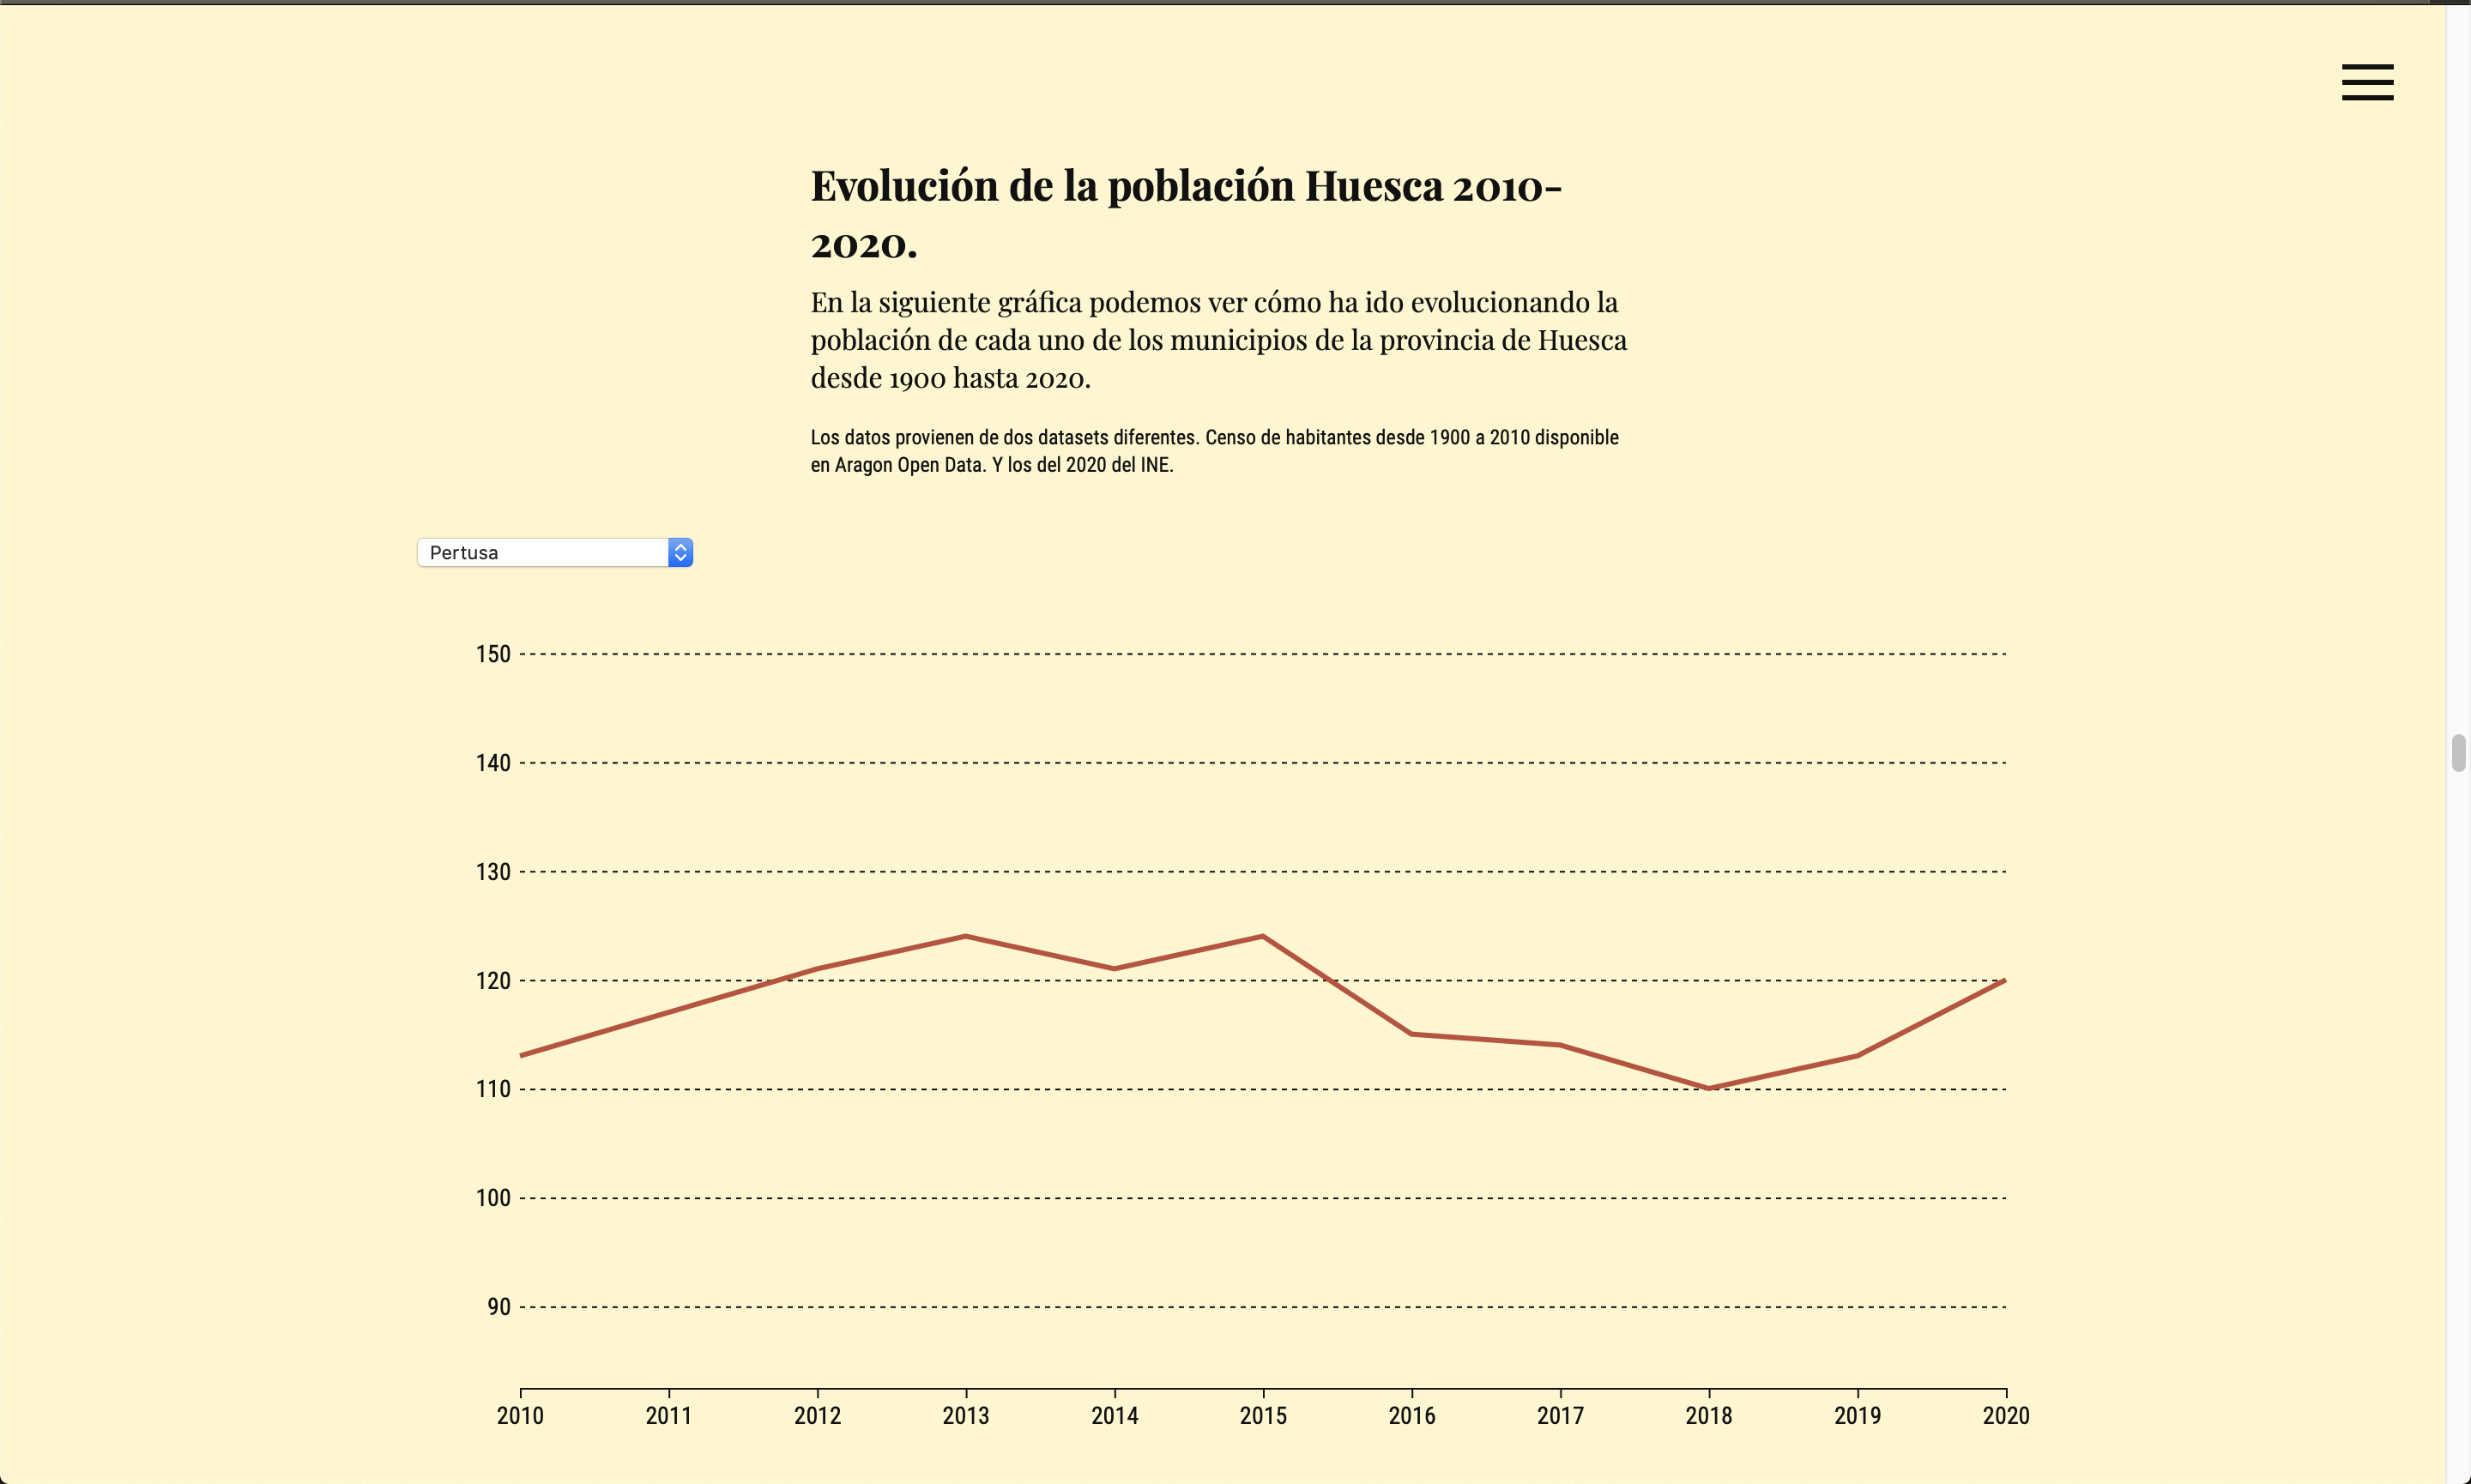 Evolución de la población Huesca 2010-
2020.
En la siguiente gráfica podemos ver cómo ha ido evolucionando la
población de cada uno de los municipios de la provincia de Huesca
desde 1900 hasta 2020.
Los datos provienen de dos datasets diferentes. Censo de habitantes desde 1900 a 2010 disponible
en Aragon Open Data. Y los del 2020 del INE.
Pertusa
150
140
130
120
110
100
90
2010 2011 2012 2013 2014 2015 2016 2017 2018 2019 2020